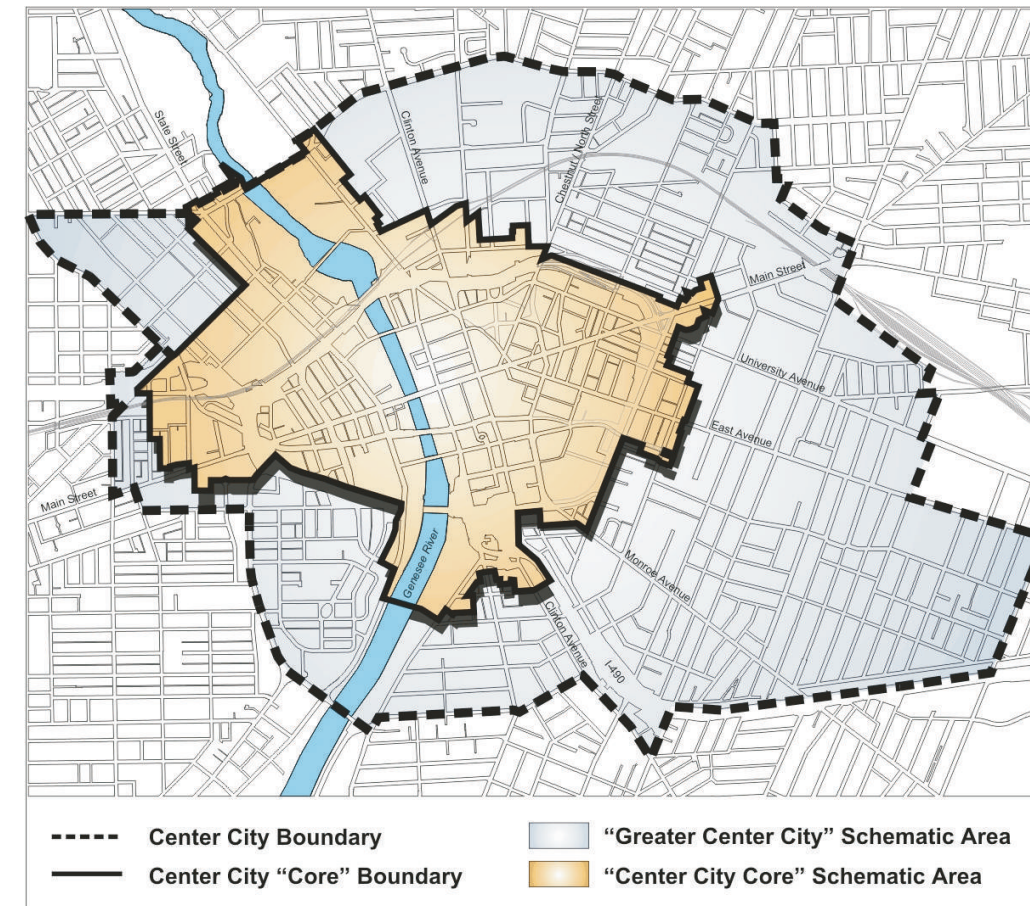 State Street
Clinton Avenue
Chestnut / North Street
Main Street
University Avenue
East Avenue
Main Street
Genesee River
Monroe Avenue
Clinton Avenue
I-490
Center City Boundary
Center City “Core” Boundary
“Greater Center City” Schematic Area
“Center City Core” Schematic Area